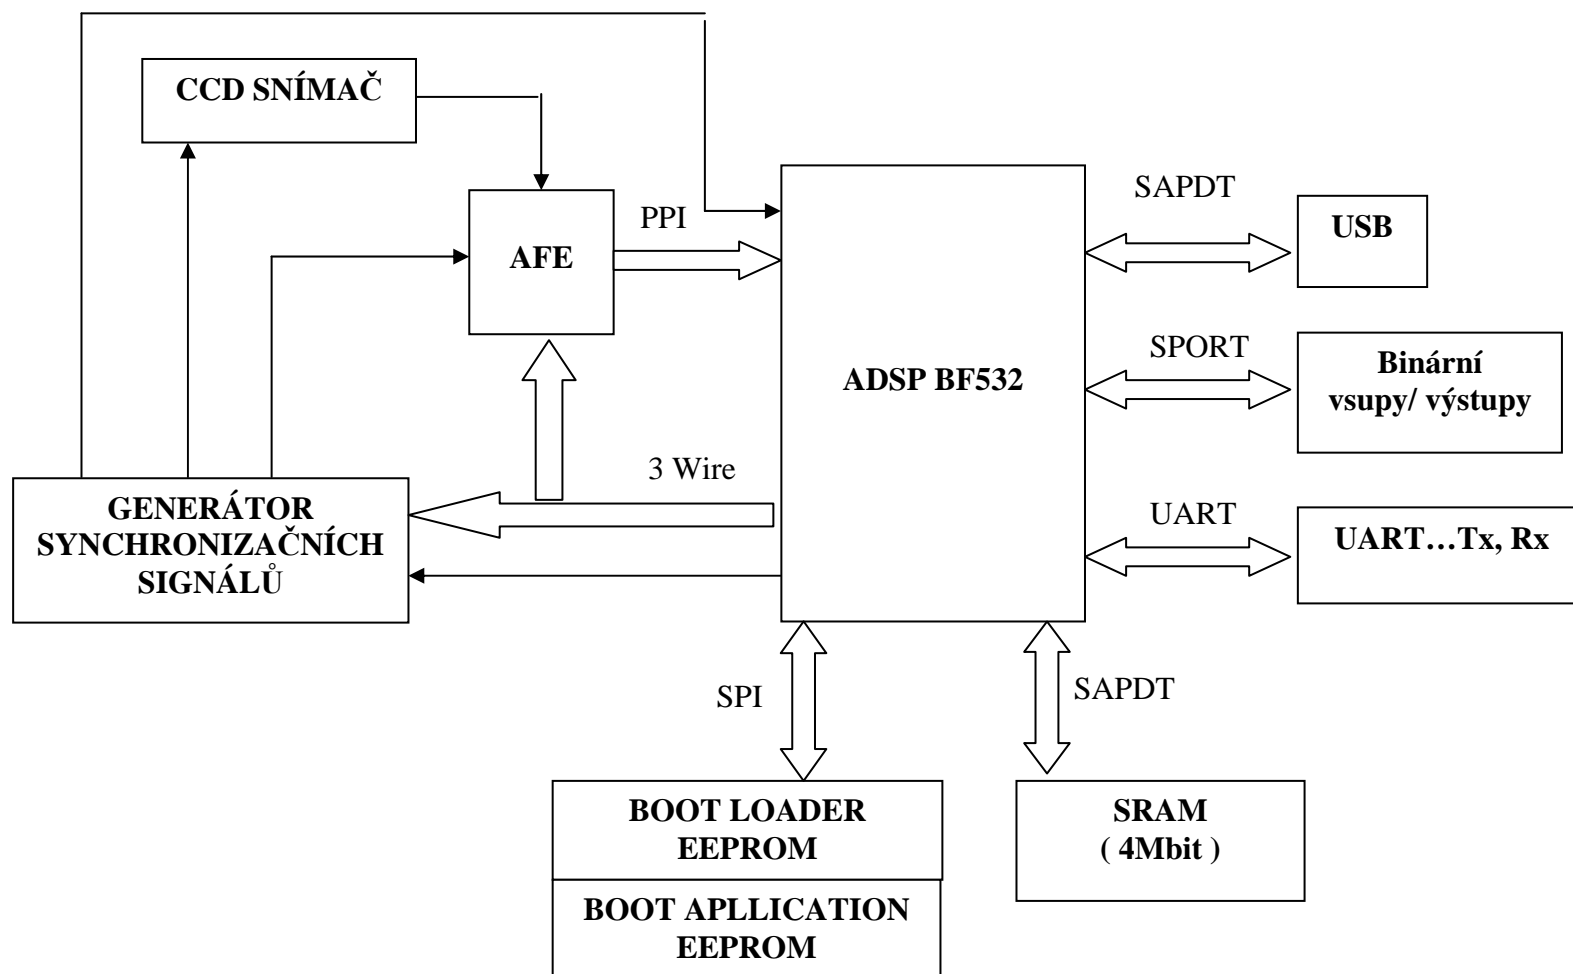 CCD SNÍMAČ
AFE
PPI
ADSP BF532
SAPDT
USB
SPORT
Binární
vsupy/ výstupy
3 Wire
GENERÁTOR
SYNCHRONIZAČNÍCH
SIGNÁLŮ
UART
UART…Tx, Rx
SPI
SAPDT
BOOT LOADER
EEPROM
BOOT APLLICATION
EEPROM
SRAM
( 4Mbit )